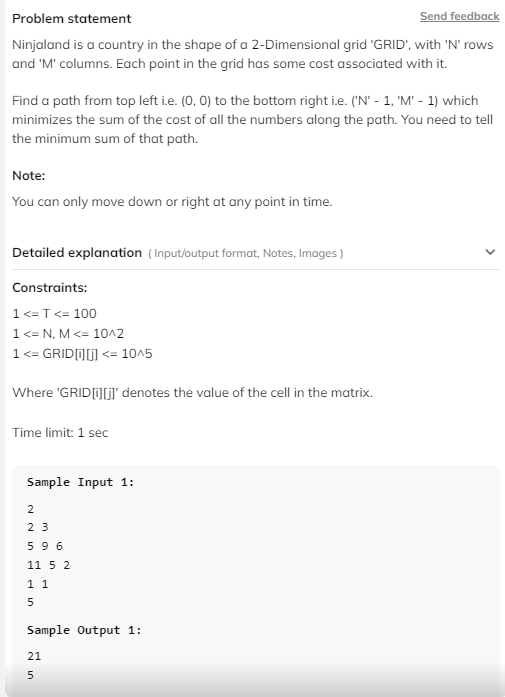 Problem statement
Send feedback
Ninjaland is a country in the shape of a 2-Dimensional grid 'GRID', with 'N' rows
and 'M' columns. Each point in the grid has some cost associated with it.
Find a path from top left i.e. (0, 0) to the bottom right i.e. ('N' - 1, 'M' - 1) which
minimizes the sum of the cost of all the numbers along the path. You need to tell
the minimum sum of that path.
Note:
You can only move down or right at any point in time.
Detailed explanation ( Input/output format, Notes, Images )
Constraints:
1 <= T <= 100
1 <= N, M <= 10^2
1 <= GRID[i][j] <= 10^5
Where 'GRID[i][j]' denotes the value of the cell in the matrix.
Time limit: 1 sec
Sample Input 1:
2
2 3
5 9 6
11 5 2
1 1
5
Sample Output 1:
21
5